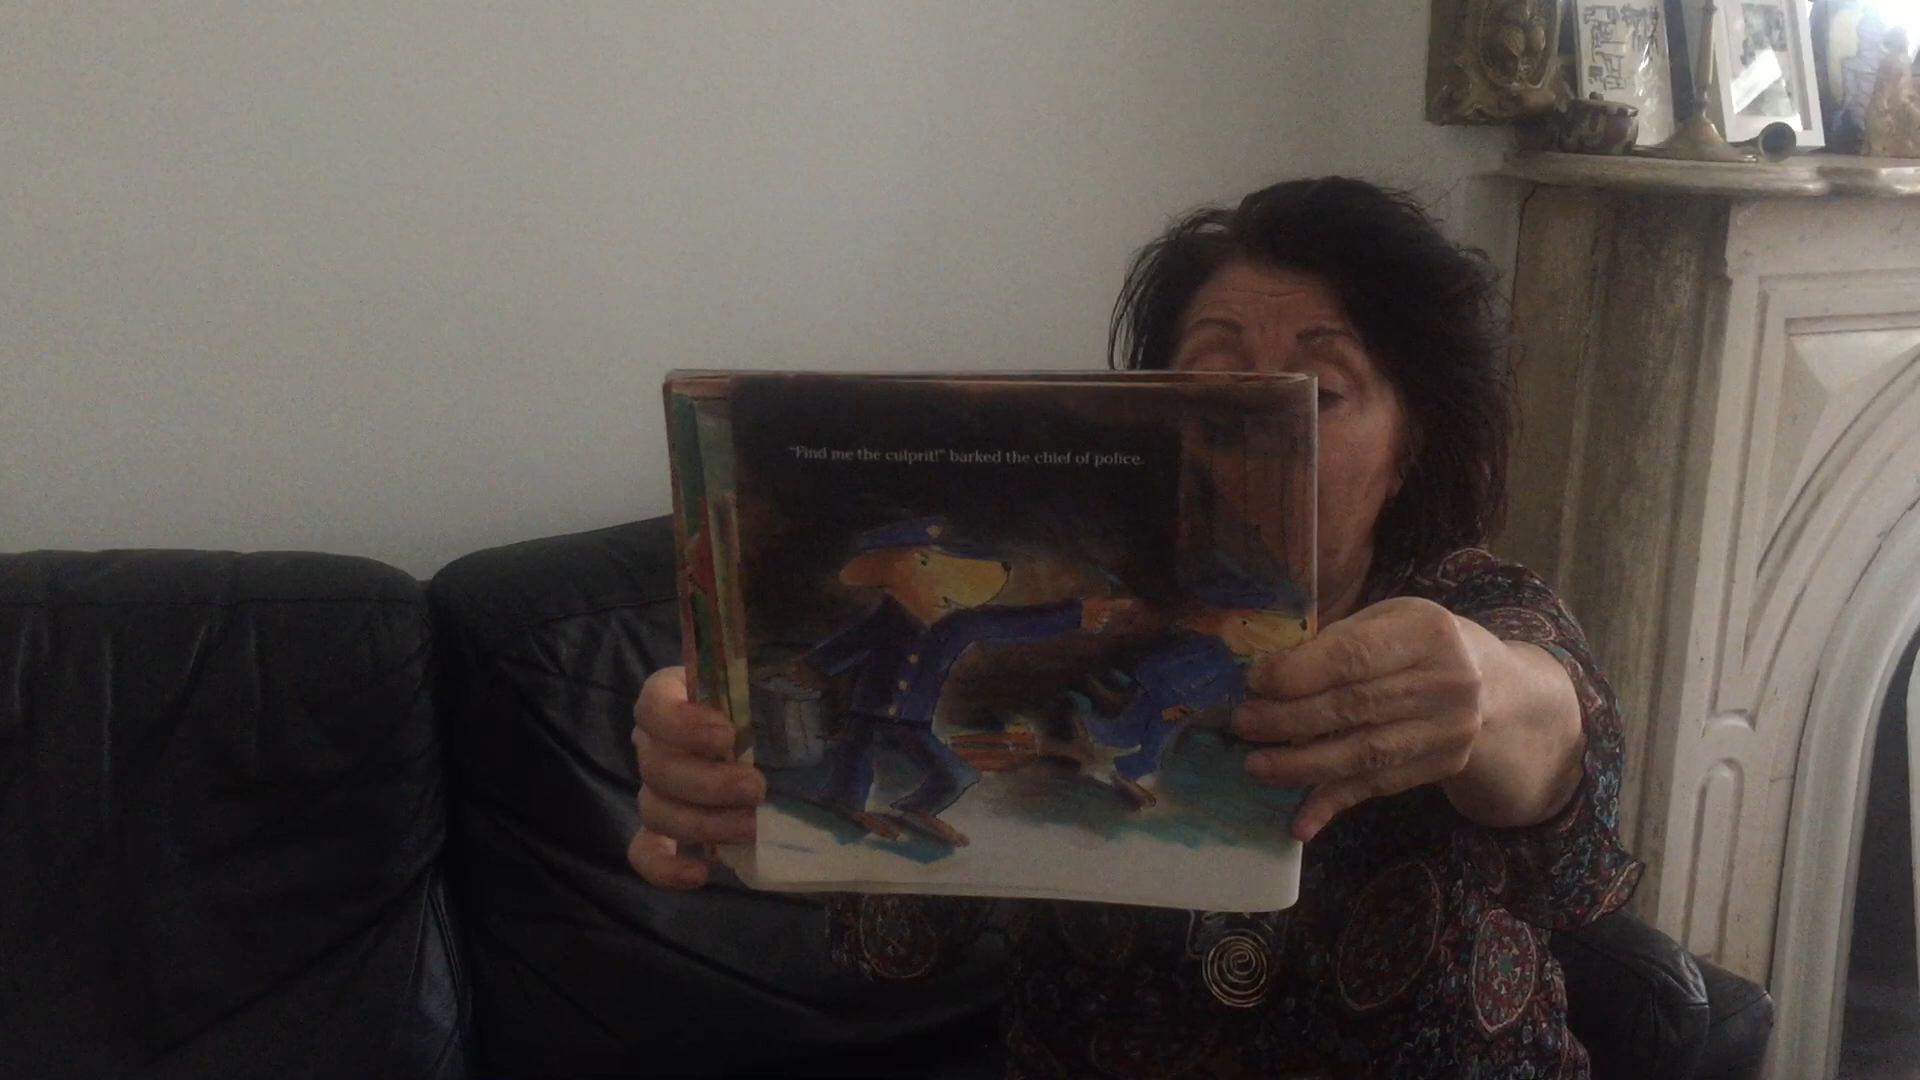 "Find me the culprit!" barked the chief of police.